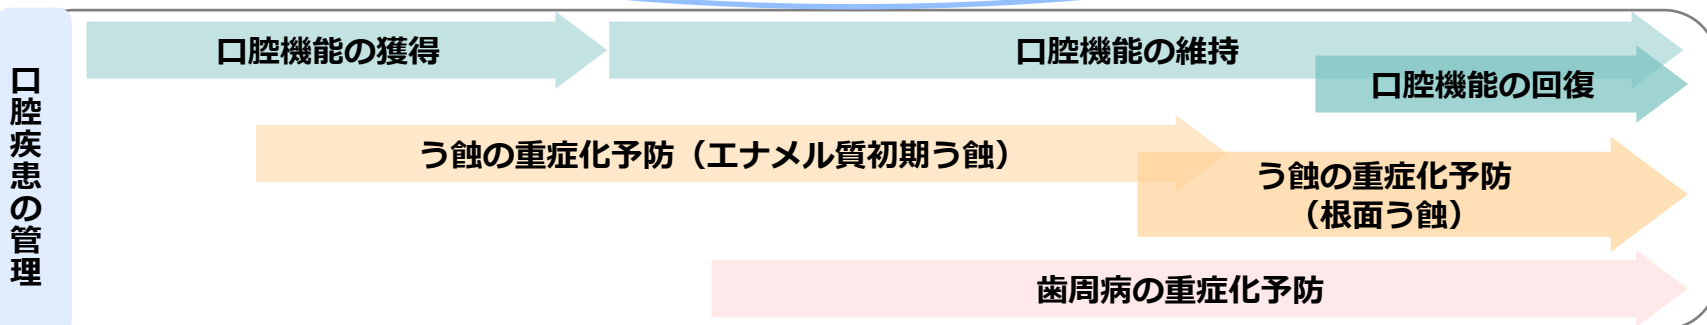 口腔疾患の管理
口腔機能の獲得
口腔機能の維持
口腔機能の回復
う蝕の重症化予防（エナメル質初期う蝕）
う蝕の重症化予防
（根面う蝕）
歯周病の重症化予防